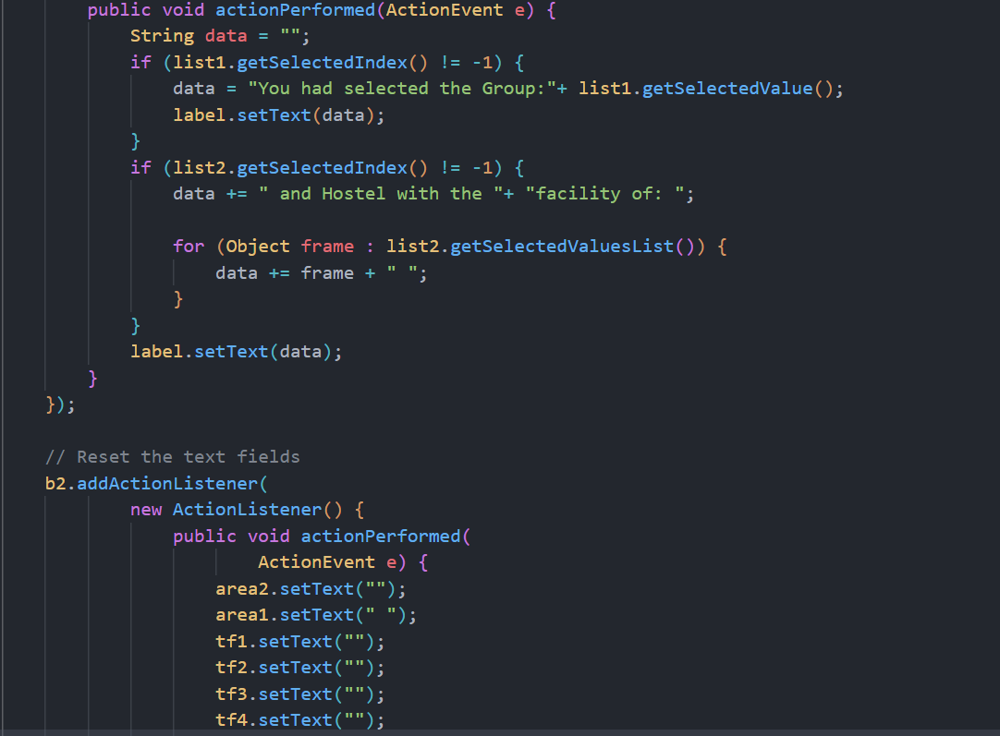 public void actionPerformed(ActionEvent e) {
String data = "";
if (list1.getSelectedIndex() != -1) {
data = "You had selected the Group:"+ list1.getSelectedValue();
label.setText(data);
}
if (list2.getSelectedIndex() != -1) {
data += " and Hostel with the "+ "facility of: ";
for (Object frame : list2.getSelectedValuesList()) {
data += frame + " ";
}
}
label.setText(data);
}
});
// Reset the text fields
b2.addActionListener(
new ActionListener() {
public void actionPerformed(
ActionEvent e) {
area2.setText("");
area1.setText(" ");
tf1.setText("");
tf2.setText("");
tf3.setText("");
tf4.setText("");